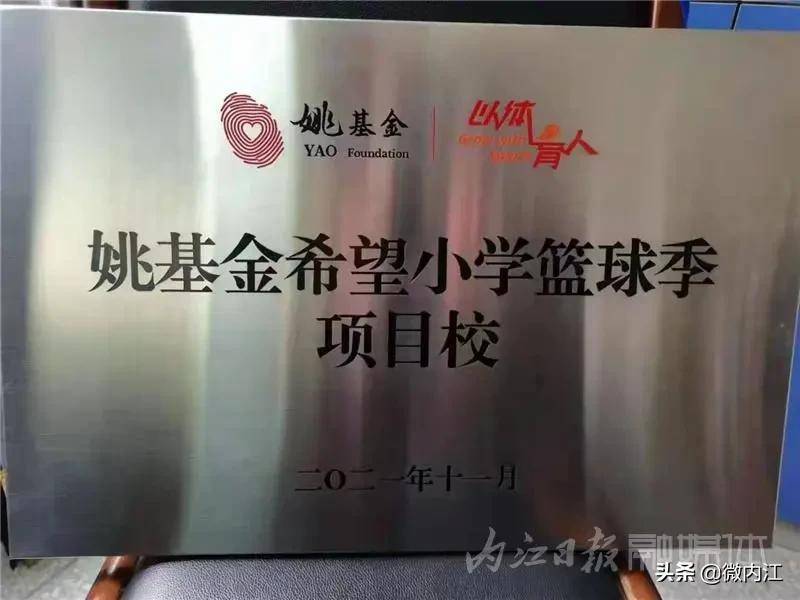 姚基金
YAO Foundation
以体育人
姚基金希望小学篮球季
项目校
二〇二一年十一月
内江日报 融媒体
头条 @微内江